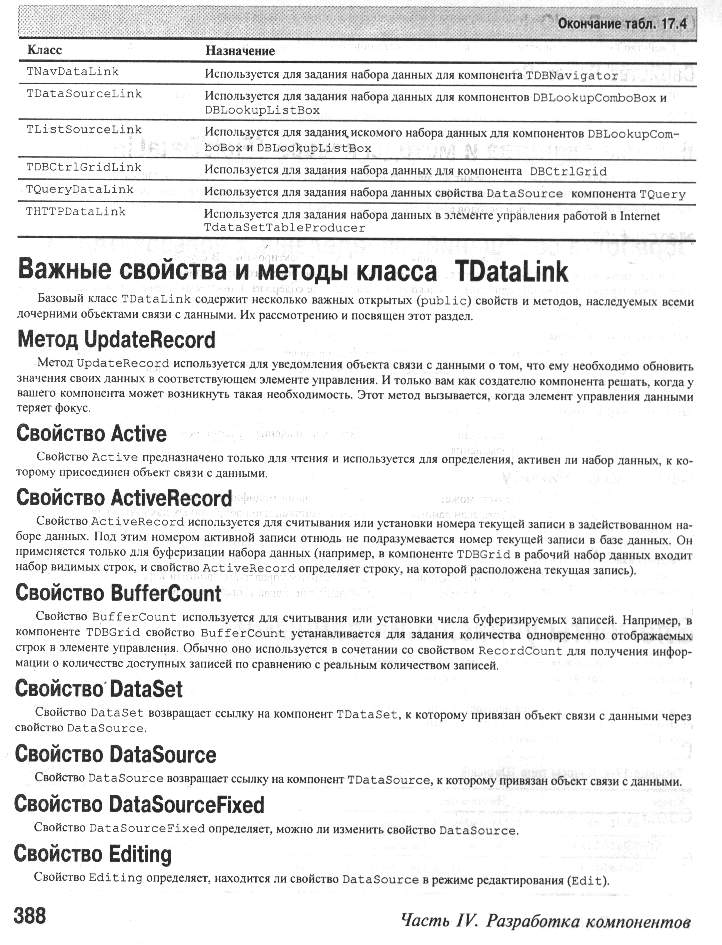 Окончание табл. 17.4
Класс Назначение
TNavDataLink Используется для задания набора данных для компонента TDBNavigator
TDataSourceLink Используется для задания набора данных для компонентов DBLookupComboBox и
DBLookupListBox
TListSourceLink Используется для задания искомого набора данных для компонентов DBLookupCom-
boBox и DBLookupListBox
TDBCtrlGridLink Используется для задания набора данных для компонента DBCtrlGrid
TQueryDataLink Используется для задания набора данных свойства DataSource компонента TQuery
THTTPDataLink Используется для задания набора данных в элементе управления работой в Internet
TdataSetTableProducer
Важные свойства и методы класса TDataLink
Базовый класс TDataLink содержит несколько важных открытых (public) свойств и методов, наследуемых всеми
дочерними объектами связи с данными. Их рассмотрению и посвящен этот раздел.
Метод UpdateRecord
Метод UpdateRecord используется для уведомления объекта связи с данными о том, что ему необходимо обновить
значения своих данных в соответствующем элементе управления. И только вам как создателю компонента решать, когда у
вашего компонента может возникнуть такая необходимость. Этот метод вызывается, когда элемент управления данными
теряет фокус.
Свойство Active
Свойство Active предназначено только для чтения и используется для определения, активен ли набор данных, к ко-
торому присоединен объект связи с данными.
Свойство ActiveRecord
Свойство ActiveRecord используется для считывания или установки номера текущей записи в задействованном на-
боре данных. Под этим номером активной записи отнюдь не подразумевается номер текущей записи в базе данных. Он
применяется только для буферизации набора данных (например, в компоненте TDBGrid в рабочий набор данных входит
набор видимых строк, и свойство ActiveRecord определяет строку, на которой расположена текущая запись).
Свойство BufferCount
Свойство BufferCount используется для считывания или установки числа буферизируемых записей. Например, в
компоненте TDBGrid свойство BufferCount устанавливается для задания количества одновременно отображаемых
строк в элементе управления. Обычно оно используется в сочетании со свойством RecordCount для получения инфор-
мации о количестве доступных записей по сравнению с реальным количеством записей.
Свойство DataSet
Свойство DataSet возвращает ссылку на компонент TDataSet, к которому привязан объект связи с данными через
свойство DataSource.
Свойство DataSource
Свойство DataSource возвращает ссылку на компонент TDataSource, к которому привязан объект связи с данными.
Свойство DataSourceFixed
Свойство DataSourceFixed определяет, можно ли изменить свойство DataSource.
Свойство Editing
Свойство Editing определяет, находится ли свойство DataSource в режиме редактирования (Edit).
388 Часть IV. Разработка компонентов